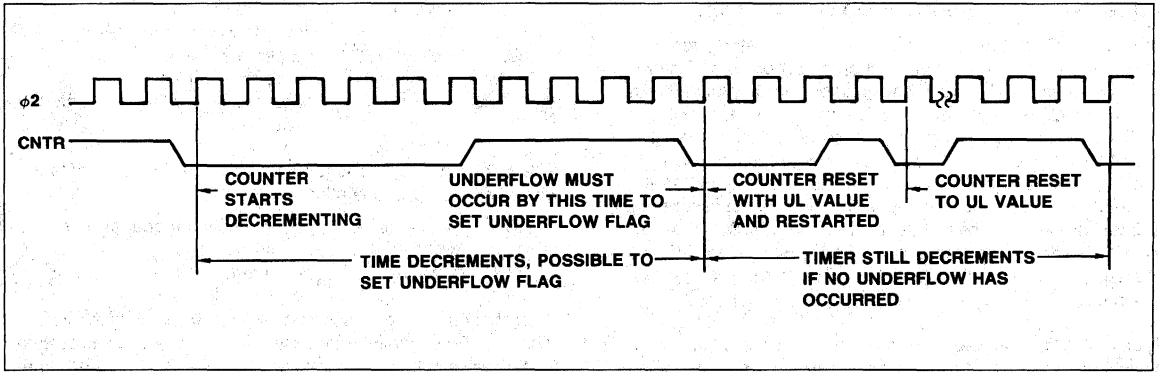 φ2
CNTR
COUNTER
STARTS
DECREMENTING
UNDERFLOW MUST
OCCUR BY THIS TIME TO
SET UNDERFLOW FLAG
COUNTER RESET
WITH UL VALUE
AND RESTARTED
COUNTER RESET
TO UL VALUE
TIME DECREMENTS, POSSIBLE TO
SET UNDERFLOW FLAG
TIMER STILL DECREMENTS
IF NO UNDERFLOW HAS
OCCURRED